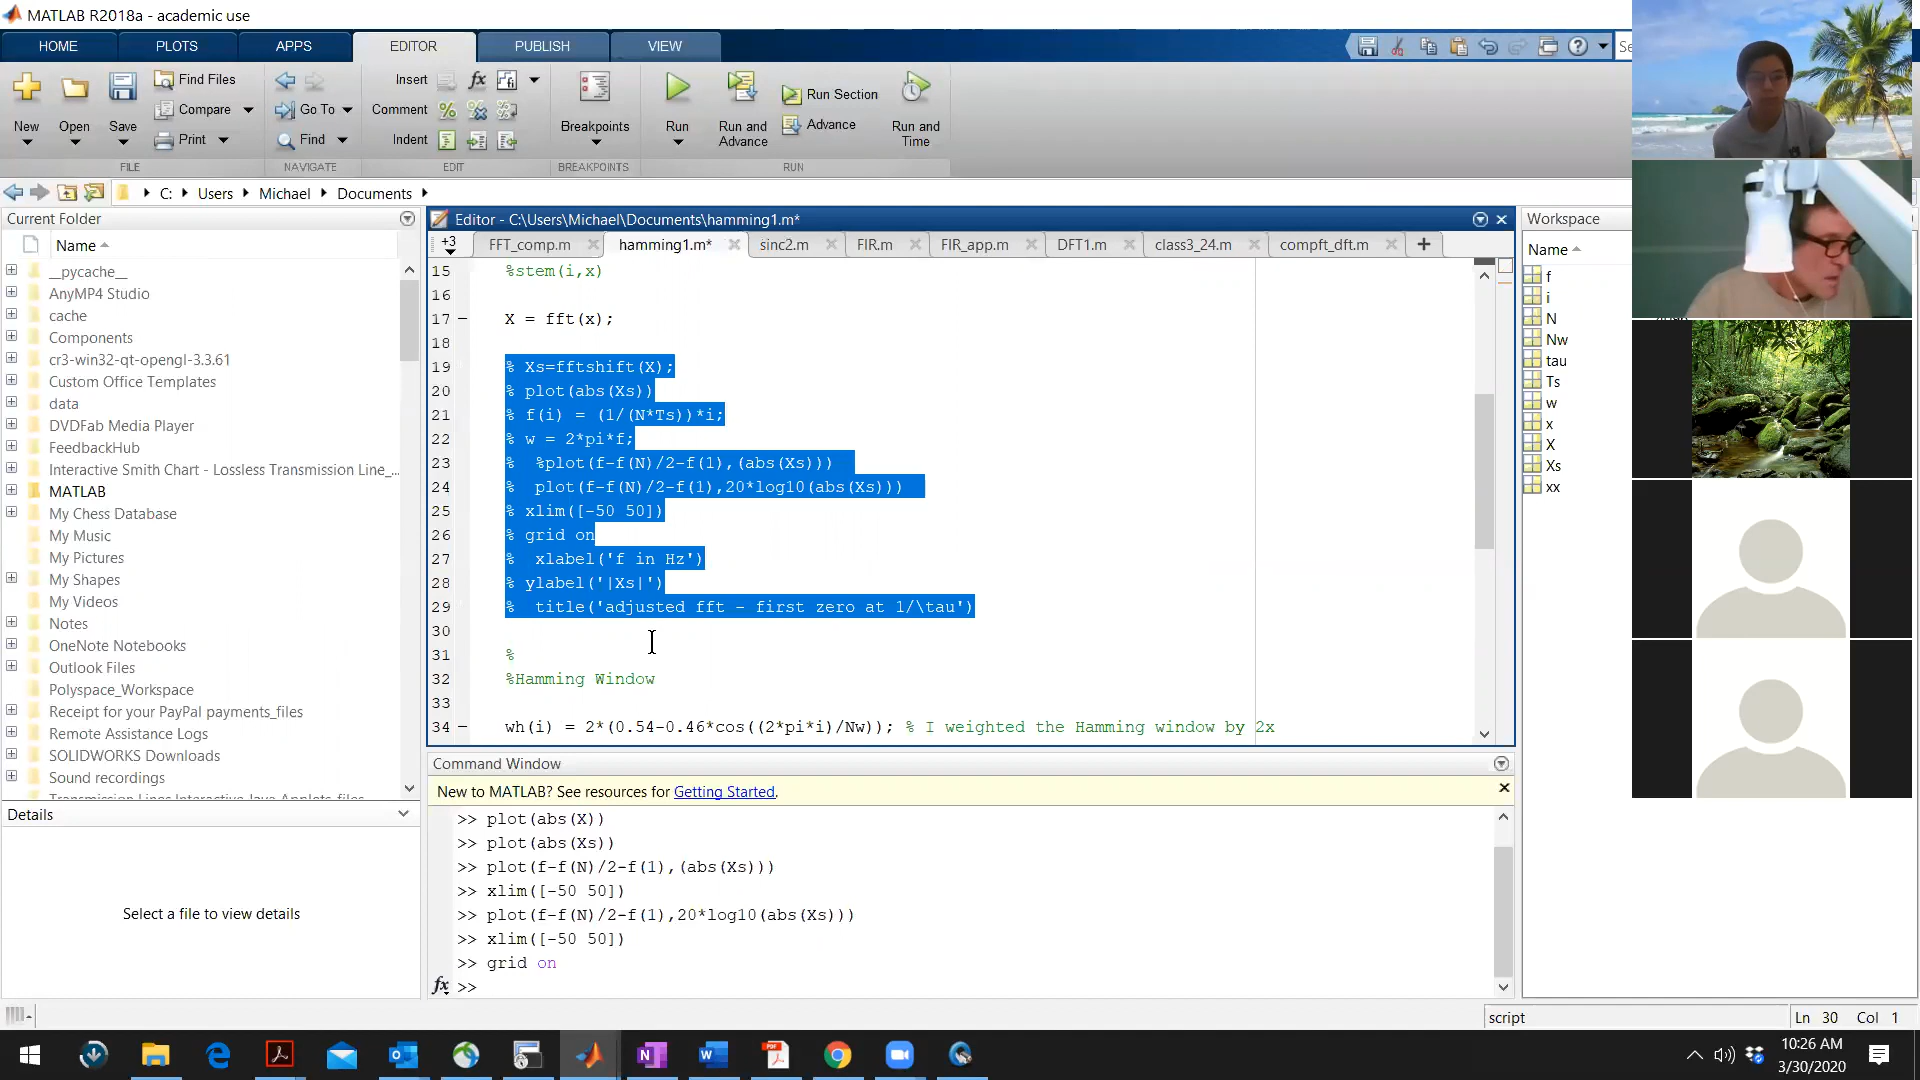 MATLAB R2018a - academic use
HOME PLOTS APPS EDITOR PUBLISH VIEW
Se
Find Files Insert fx
Compare Go To Comment Run Section
New Open Save Print Find Indent Breakpoints Run Run and Advance Advance Run and Time
FILE NAVIGATE EDIT BREAKPOINTS RUN
C: Users Michael Documents
Current Folder
Editor - C:\Users\Michael\Documents\hamming1.m*
Workspace
+3 FFT_comp.m hamming1.m* sinc2.m FIR.m FIR_app.m DFT1.m class3_24.m compft_dft.m
Name
__pycache__
AnyMP4 Studio
cache
Components
cr3-win32-qt-opengl-3.3.61
Custom Office Templates
data
DVDFab Media Player
FeedbackHub
Interactive Smith Chart - Lossless Transmission Line_...
MATLAB
My Chess Database
My Music
My Pictures
My Shapes
My Videos
Notes
OneNote Notebooks
Outlook Files
Polyspace_Workspace
Receipt for your PayPal payments_files
Remote Assistance Logs
SOLIDWORKS Downloads
Sound recordings
Details
Select a file to view details
15 %stem(i,x)
16
17 – X = fft(x);
18
19 % Xs=fftshift(X);
20 % plot(abs(Xs))
21 % f(i) = (1/(N*Ts))*i;
22 % w = 2*pi*f;
23 %  %plot(f-f(N)/2-f(1),(abs(Xs)))
24 %  plot(f-f(N)/2-f(1),20*log10(abs(Xs)))
25 % xlim([-50 50])
26 % grid on
27 %  xlabel('f in Hz')
28 % ylabel('|Xs|')
29 %  title('adjusted fft - first zero at 1/\tau')
30
31 %
32 %Hamming Window
33
34 – wh(i) = 2*(0.54-0.46*cos((2*pi*i)/Nw)); % I weighted the Hamming window by 2x
Command Window
New to MATLAB? See resources for Getting Started.
>> plot(abs(X))
>> plot(abs(Xs))
>> plot(f-f(N)/2-f(1),(abs(Xs)))
>> xlim([-50 50])
>> plot(f-f(N)/2-f(1),20*log10(abs(Xs)))
>> xlim([-50 50])
>> grid on
fx >>
Name
f
i
N
Nw
tau
Ts
w
x
X
Xs
xx
script Ln 30 Col 1
10:26 AM
3/30/2020